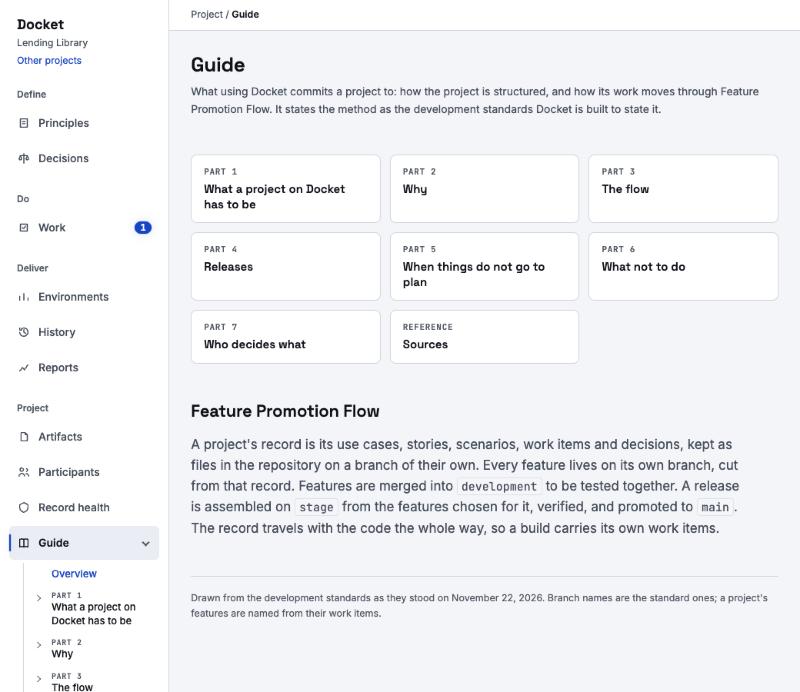 Docket
Lending Library
Other projects
Define
Principles
Decisions
Do
Work 1
Deliver
Environments
History
Reports
Project
Artifacts
Participants
Record health
Guide
Overview
PART 1
What a project on
Docket has to be
PART 2
Why
PART 3
The flow
Project / Guide
Guide
What using Docket commits a project to: how the project is structured, and how its work moves through Feature
Promotion Flow. It states the method as the development standards Docket is built to state it.
PART 1
What a project on Docket
has to be
PART 2
Why
PART 3
The flow
PART 4
Releases
PART 5
When things do not go to
plan
PART 6
What not to do
PART 7
Who decides what
REFERENCE
Sources
Feature Promotion Flow
A project's record is its use cases, stories, scenarios, work items and decisions, kept as
files in the repository on a branch of their own. Every feature lives on its own branch, cut
from that record. Features are merged into development to be tested together. A release
is assembled on stage from the features chosen for it, verified, and promoted to main.
The record travels with the code the whole way, so a build carries its own work items.
Drawn from the development standards as they stood on November 22, 2026. Branch names are the standard ones; a project's
features are named from their work items.